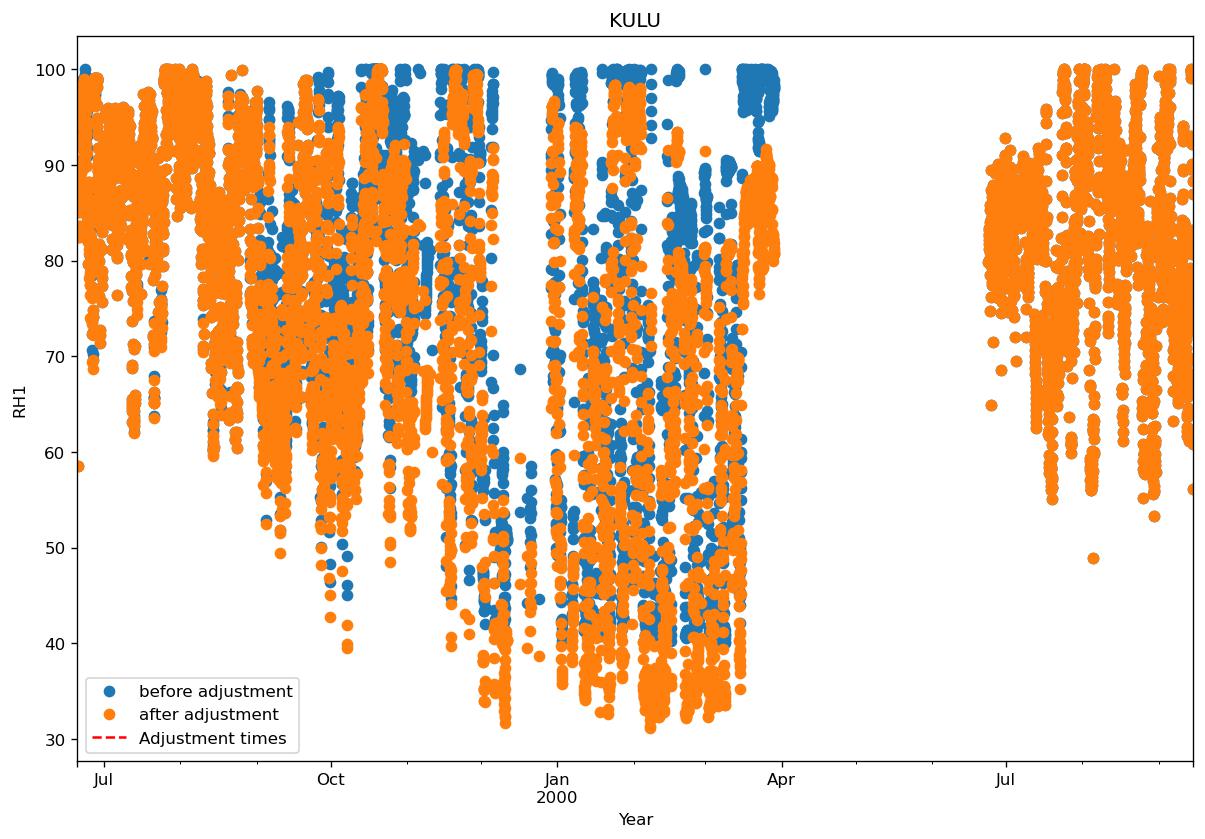 KULU
RH1
100
90
80
70
60
50
40
30
before adjustment
after adjustment
Adjustment times
Jul
Oct
Jan
2000
Apr
Jul
Year